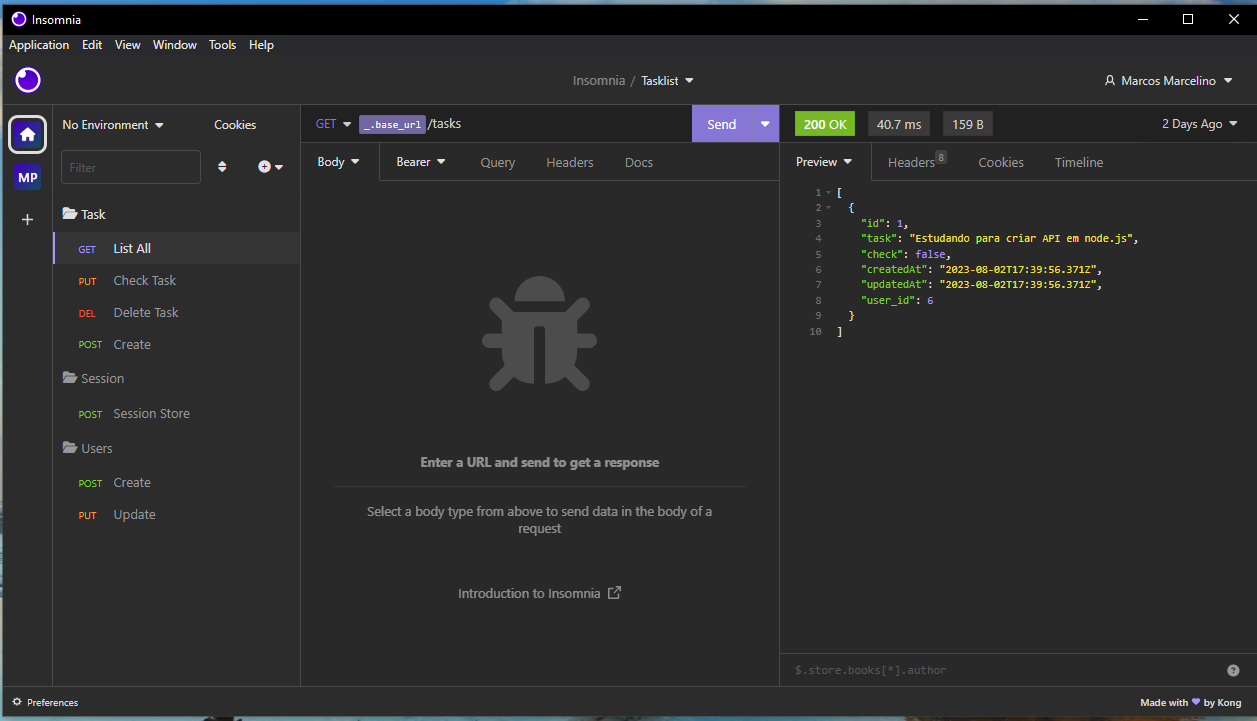 Insomnia
Application Edit View Window Tools Help
Insomnia / Tasklist
Marcos Marcelino
No Environment
Cookies
GET _.base_url /tasks
Send
200 OK
40.7 ms
159 B
2 Days Ago
MP
Filter
Body
Bearer
Query
Headers
Docs
Preview
Headers 8
Cookies
Timeline
Task
GET List All
PUT Check Task
DEL Delete Task
POST Create
Session
POST Session Store
Users
POST Create
PUT Update
Enter a URL and send to get a response
Select a body type from above to send data in the body of a
request
Introduction to Insomnia
1 [
2 {
3 "id": 1,
4 "task": "Estudando para criar API em node.js",
5 "check": false,
6 "createdAt": "2023-08-02T17:39:56.371Z",
7 "updatedAt": "2023-08-02T17:39:56.371Z",
8 "user_id": 6
9 }
10 ]
$.store.books[*].author
?
Preferences
Made with 💜 by Kong